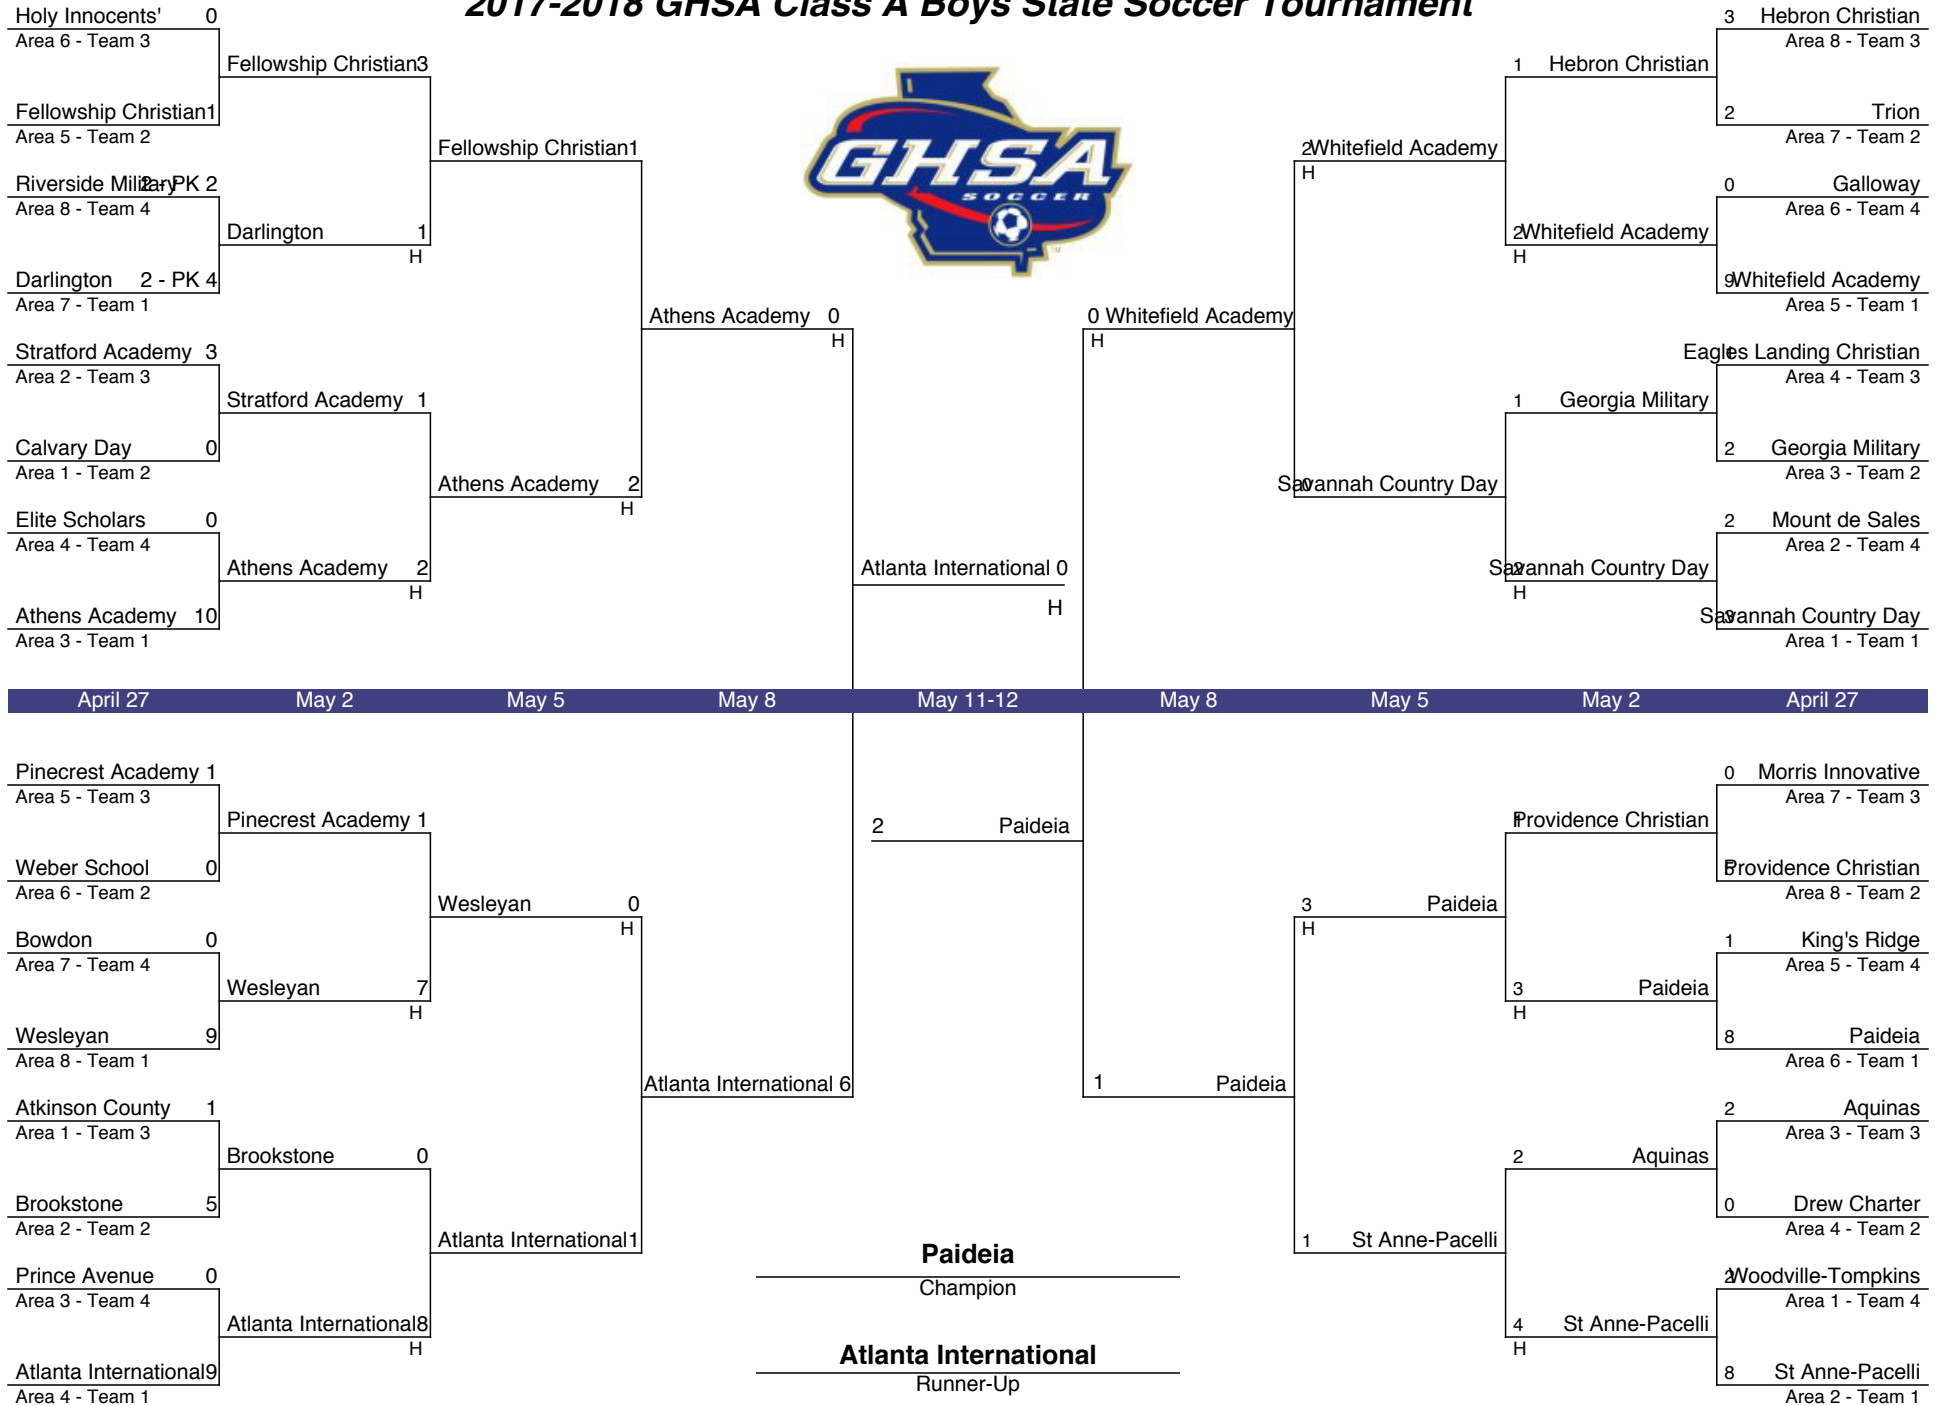 2017-2018 GHSA Class A Boys State Soccer Tournament
GHSA
SOCCER
TM
Holy Innocents' 0
Area 6 - Team 3
Fellowship Christian 1
Area 5 - Team 2
Riverside Military 2 - PK 2
Area 8 - Team 4
Darlington 2 - PK 4
Area 7 - Team 1
Stratford Academy 3
Area 2 - Team 3
Calvary Day 0
Area 1 - Team 2
Elite Scholars 0
Area 4 - Team 4
Athens Academy 10
Area 3 - Team 1
Fellowship Christian 3
Darlington 1
H
Stratford Academy 1
Athens Academy 2
H
Fellowship Christian 1
Athens Academy 2
H
Athens Academy 0
H
Atlanta International 0
H
0 Whitefield Academy
H
2 Whitefield Academy
H
0 Savannah Country Day
1 Hebron Christian
2 Whitefield Academy
H
1 Georgia Military
2 Savannah Country Day
H
3 Hebron Christian
Area 8 - Team 3
2 Trion
Area 7 - Team 2
0 Galloway
Area 6 - Team 4
9 Whitefield Academy
Area 5 - Team 1
Eagles Landing Christian
Area 4 - Team 3
2 Georgia Military
Area 3 - Team 2
2 Mount de Sales
Area 2 - Team 4
3 Savannah Country Day
Area 1 - Team 1
April 27 May 2 May 5 May 8 May 11-12 May 8 May 5 May 2 April 27
Pinecrest Academy 1
Area 5 - Team 3
Weber School 0
Area 6 - Team 2
Bowdon 0
Area 7 - Team 4
Wesleyan 9
Area 8 - Team 1
Atkinson County 1
Area 1 - Team 3
Brookstone 5
Area 2 - Team 2
Prince Avenue 0
Area 3 - Team 4
Atlanta International 9
Area 4 - Team 1
Pinecrest Academy 1
Wesleyan 7
H
Brookstone 0
Atlanta International 8
H
Wesleyan 0
H
Atlanta International 1
Atlanta International 6
2 Paideia
1 Paideia
3 Paideia
H
1 St Anne-Pacelli
1 Providence Christian
3 Paideia
H
2 Aquinas
4 St Anne-Pacelli
H
0 Morris Innovative
Area 7 - Team 3
5 Providence Christian
Area 8 - Team 2
1 King's Ridge
Area 5 - Team 4
8 Paideia
Area 6 - Team 1
2 Aquinas
Area 3 - Team 3
0 Drew Charter
Area 4 - Team 2
2 Woodville-Tompkins
Area 1 - Team 4
8 St Anne-Pacelli
Area 2 - Team 1
Paideia
Champion
Atlanta International
Runner-Up